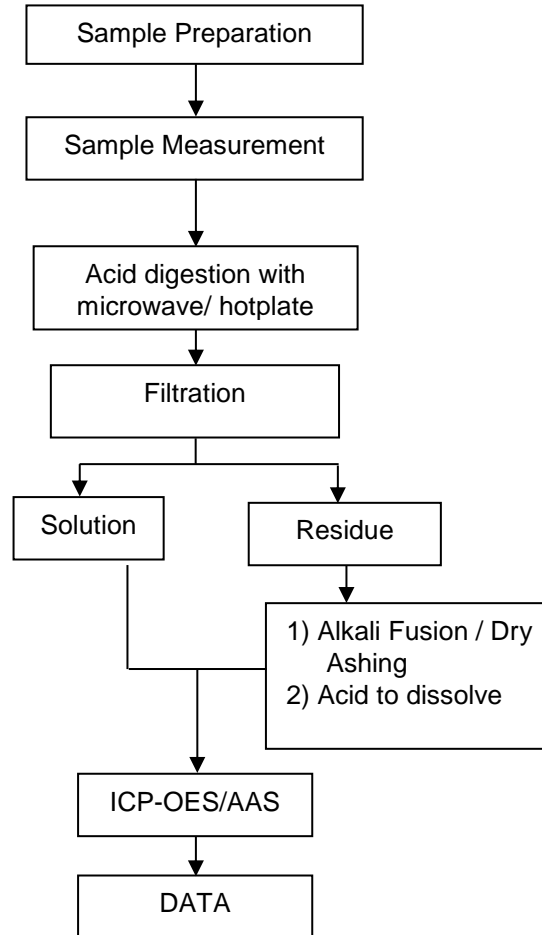 Sample Preparation
Sample Measurement
Acid digestion with
microwave/ hotplate
Filtration
Solution
Residue
1) Alkali Fusion / Dry
Ashing
2) Acid to dissolve
ICP-OES/AAS
DATA